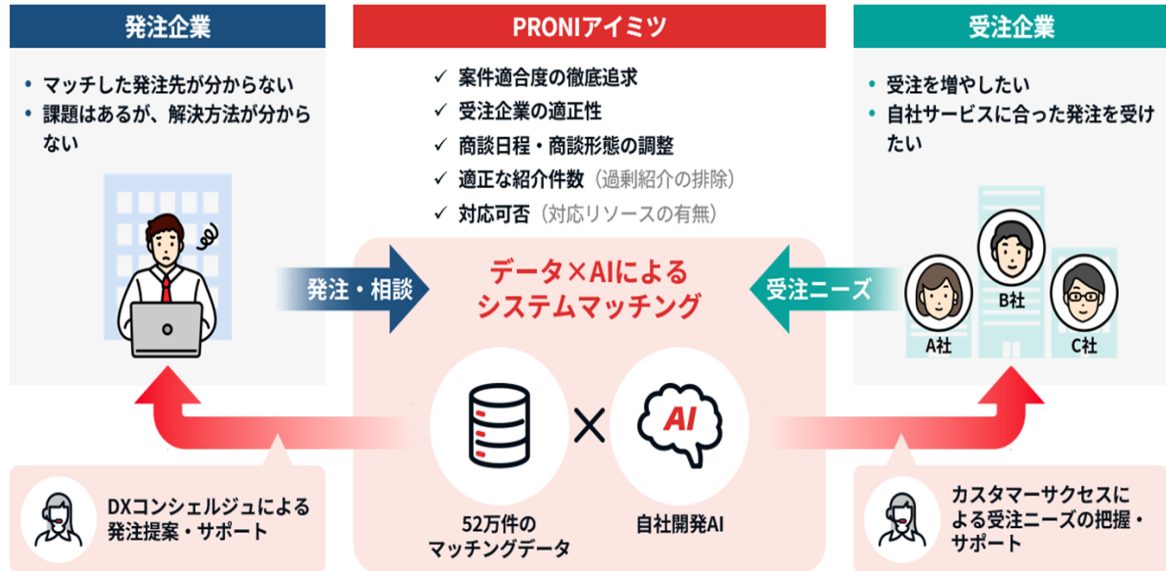 発注企業
・マッチした発注先が分からない
・課題はあるが、解決方法が分から
ない
PRONIアイミツ
✓ 案件適合度の徹底追求
✓ 受注企業の適正性
✓ 商談日程・商談形態の調整
✓ 適正な紹介件数（過剰紹介の排除）
✓ 対応可否（対応リソースの有無）
受注企業
・受注を増やしたい
・自社サービスに合った発注を受け
たい
発注・相談
データ×AIによる
システムマッチング
受注ニーズ
A社
B社
C社
AI
52万件の
マッチングデータ
自社開発AI
DXコンシェルジュによる
発注提案・サポート
カスタマーサクセスに
よる受注ニーズの把握・
サポート